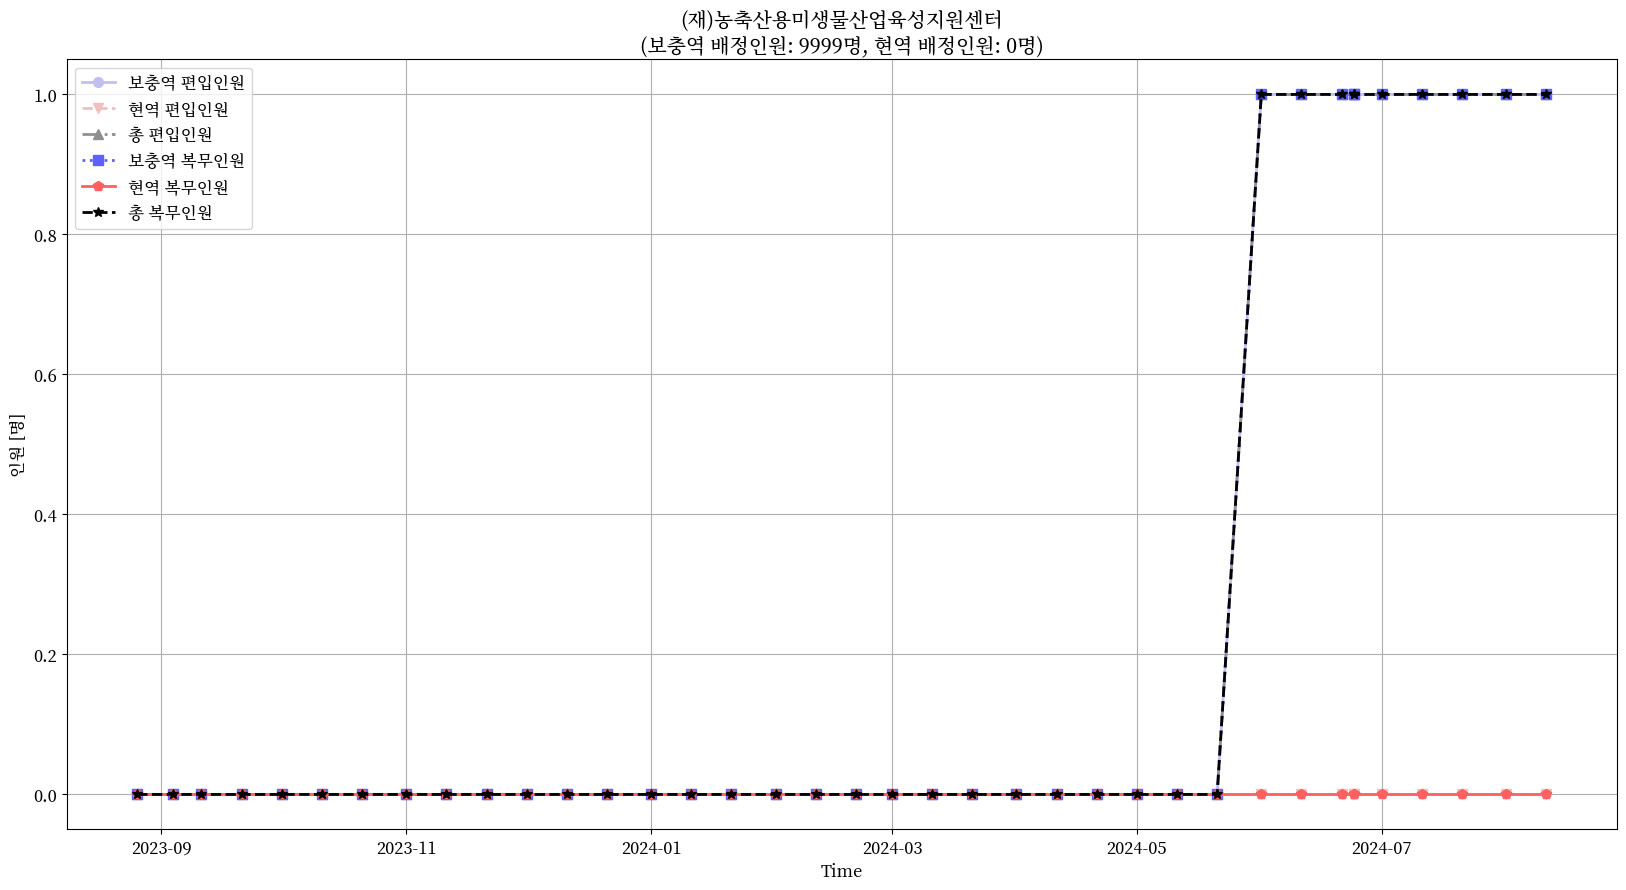 (재)농축산용미생물산업육성지원센터
(보충역 배정인원: 9999명, 현역 배정인원: 0명)
보충역 편입인원
현역 편입인원
총 편입인원
보충역 복무인원
현역 복무인원
총 복무인원
1.0
0.8
0.6
0.4
0.2
0.0
인원 [명]
2023-09
2023-11
2024-01
2024-03
2024-05
2024-07
Time